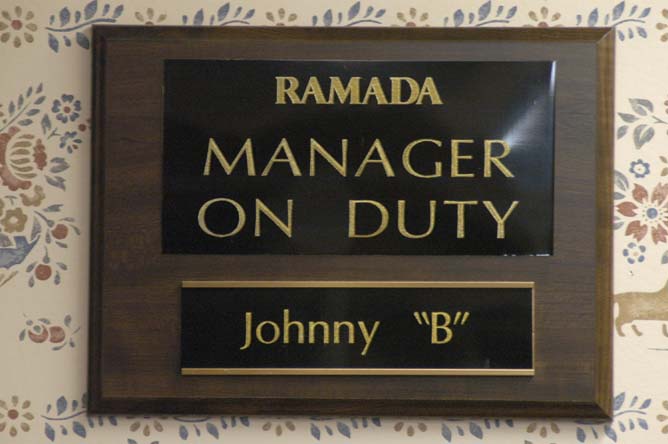 RAMADA
MANAGER
ON DUTY
Johnny "B"